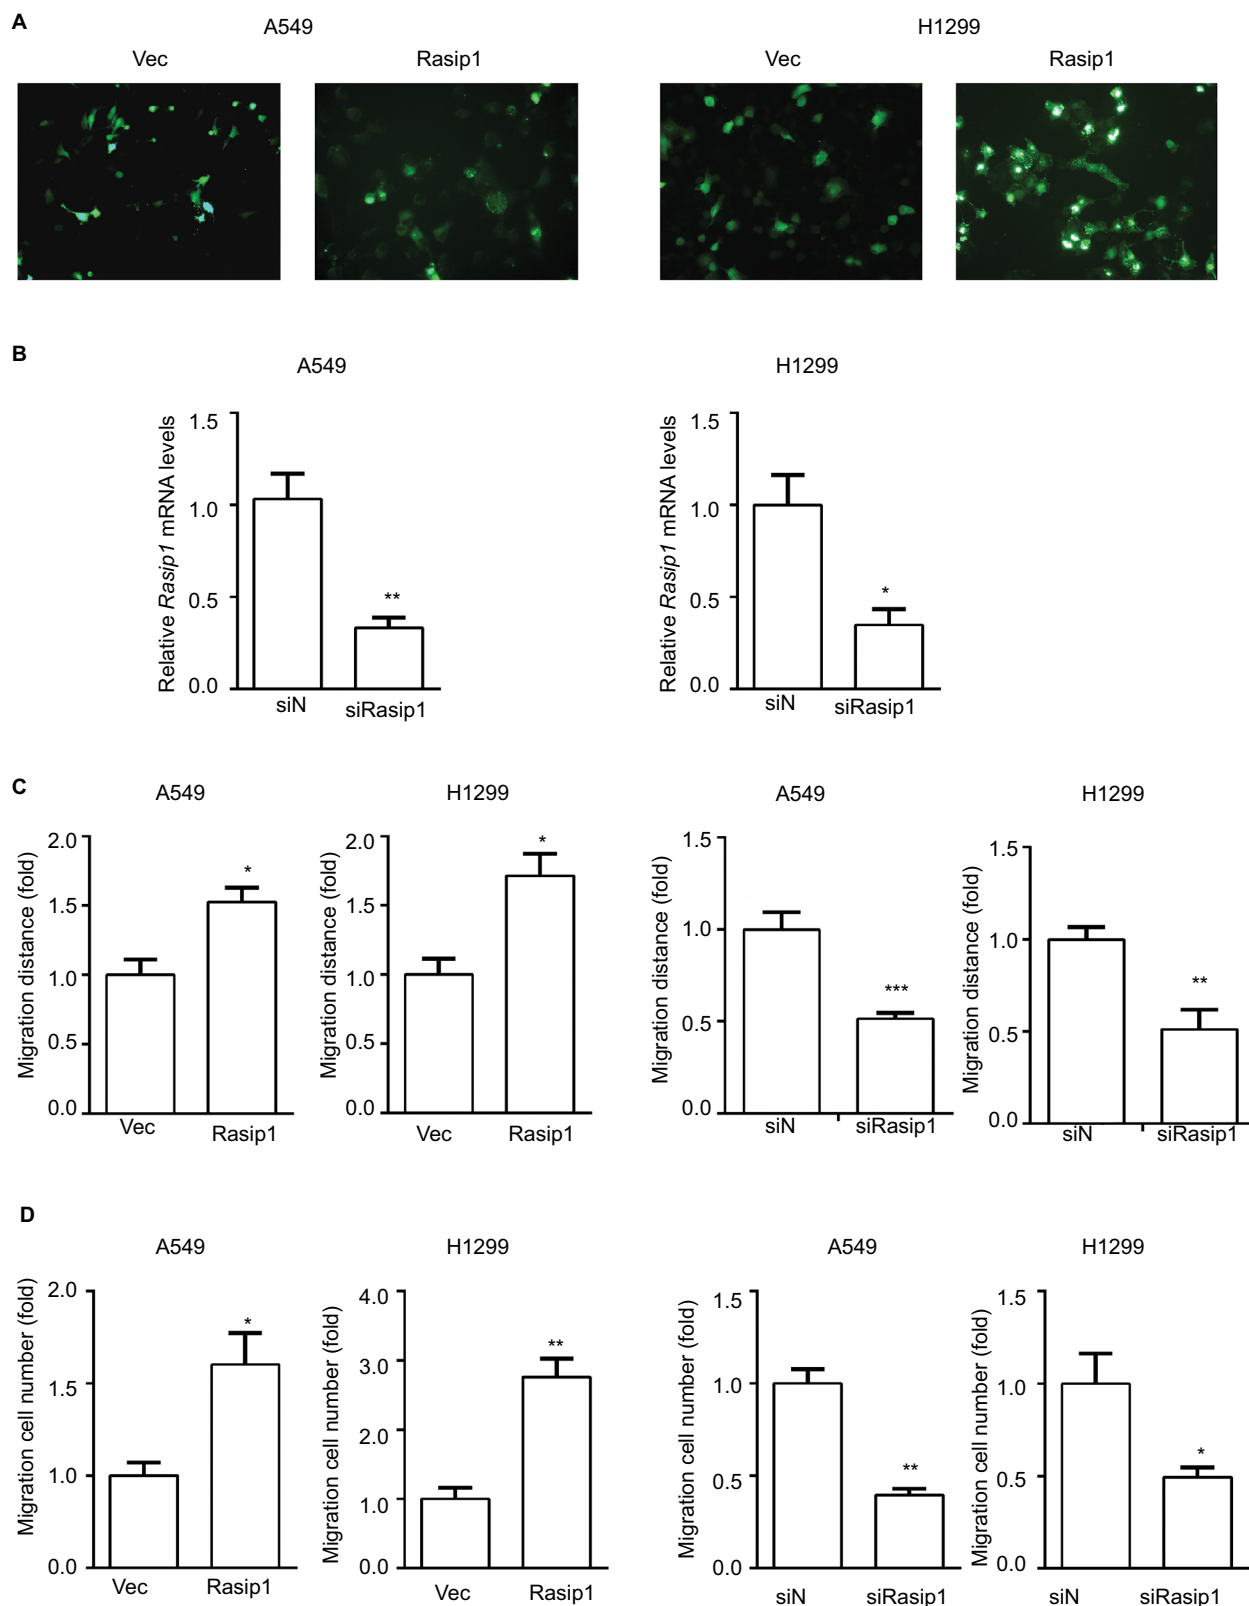 A
A549
H1299
Vec
Rasip1
Vec
Rasip1
B
A549
H1299
Relative Rasip1 mRNA levels
1.5
1.0
0.5
0.0
**
siN
siRasip1
Relative Rasip1 mRNA levels
1.5
1.0
0.5
0.0
*
siN
siRasip1
C
A549
H1299
A549
H1299
Migration distance (fold)
2.0
1.5
1.0
0.5
0.0
*
Vec
Rasip1
Migration distance (fold)
2.0
1.5
1.0
0.5
0.0
*
Vec
Rasip1
Migration distance (fold)
1.5
1.0
0.5
0.0
***
siN
siRasip1
Migration distance (fold)
1.5
1.0
0.5
0.0
**
siN
siRasip1
D
A549
H1299
A549
H1299
Migration cell number (fold)
2.0
1.5
1.0
0.0
*
Vec
Rasip1
Migration cell number (fold)
4.0
3.0
2.0
1.0
0.0
**
Vec
Rasip1
Migration cell number (fold)
1.5
1.0
0.5
0.0
**
siN
siRasip1
Migration cell number (fold)
1.5
1.0
0.5
0.0
*
siN
siRasip1